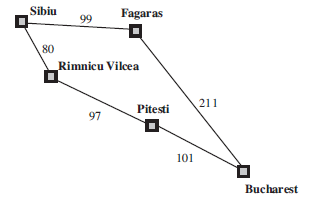 Sibiu
99
Fagaras
80
Rimnicu Vilcea
97
Pitesti
211
101
Bucharest